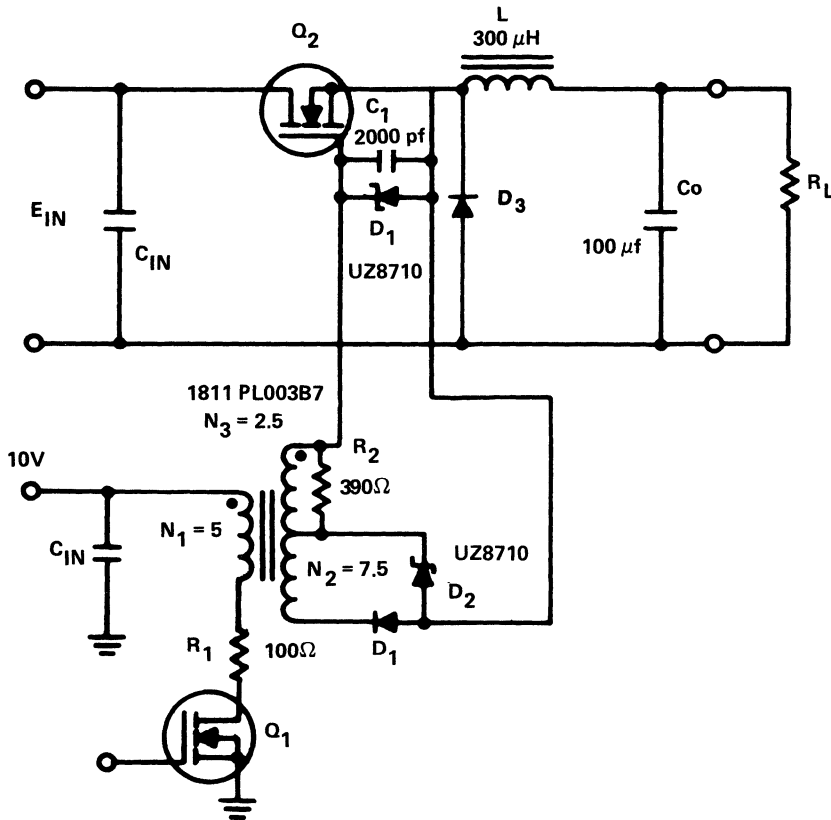 L
300 μH
Q2
C1
2000 pf
EIN
CIN
D1
UZ8710
D3
Co
100 μf
RL
1811 PL003B7
N3 = 2.5
R2
390Ω
10V
N1 = 5
CIN
N2 = 7.5
UZ8710
D2
D1
R1
100Ω
Q1